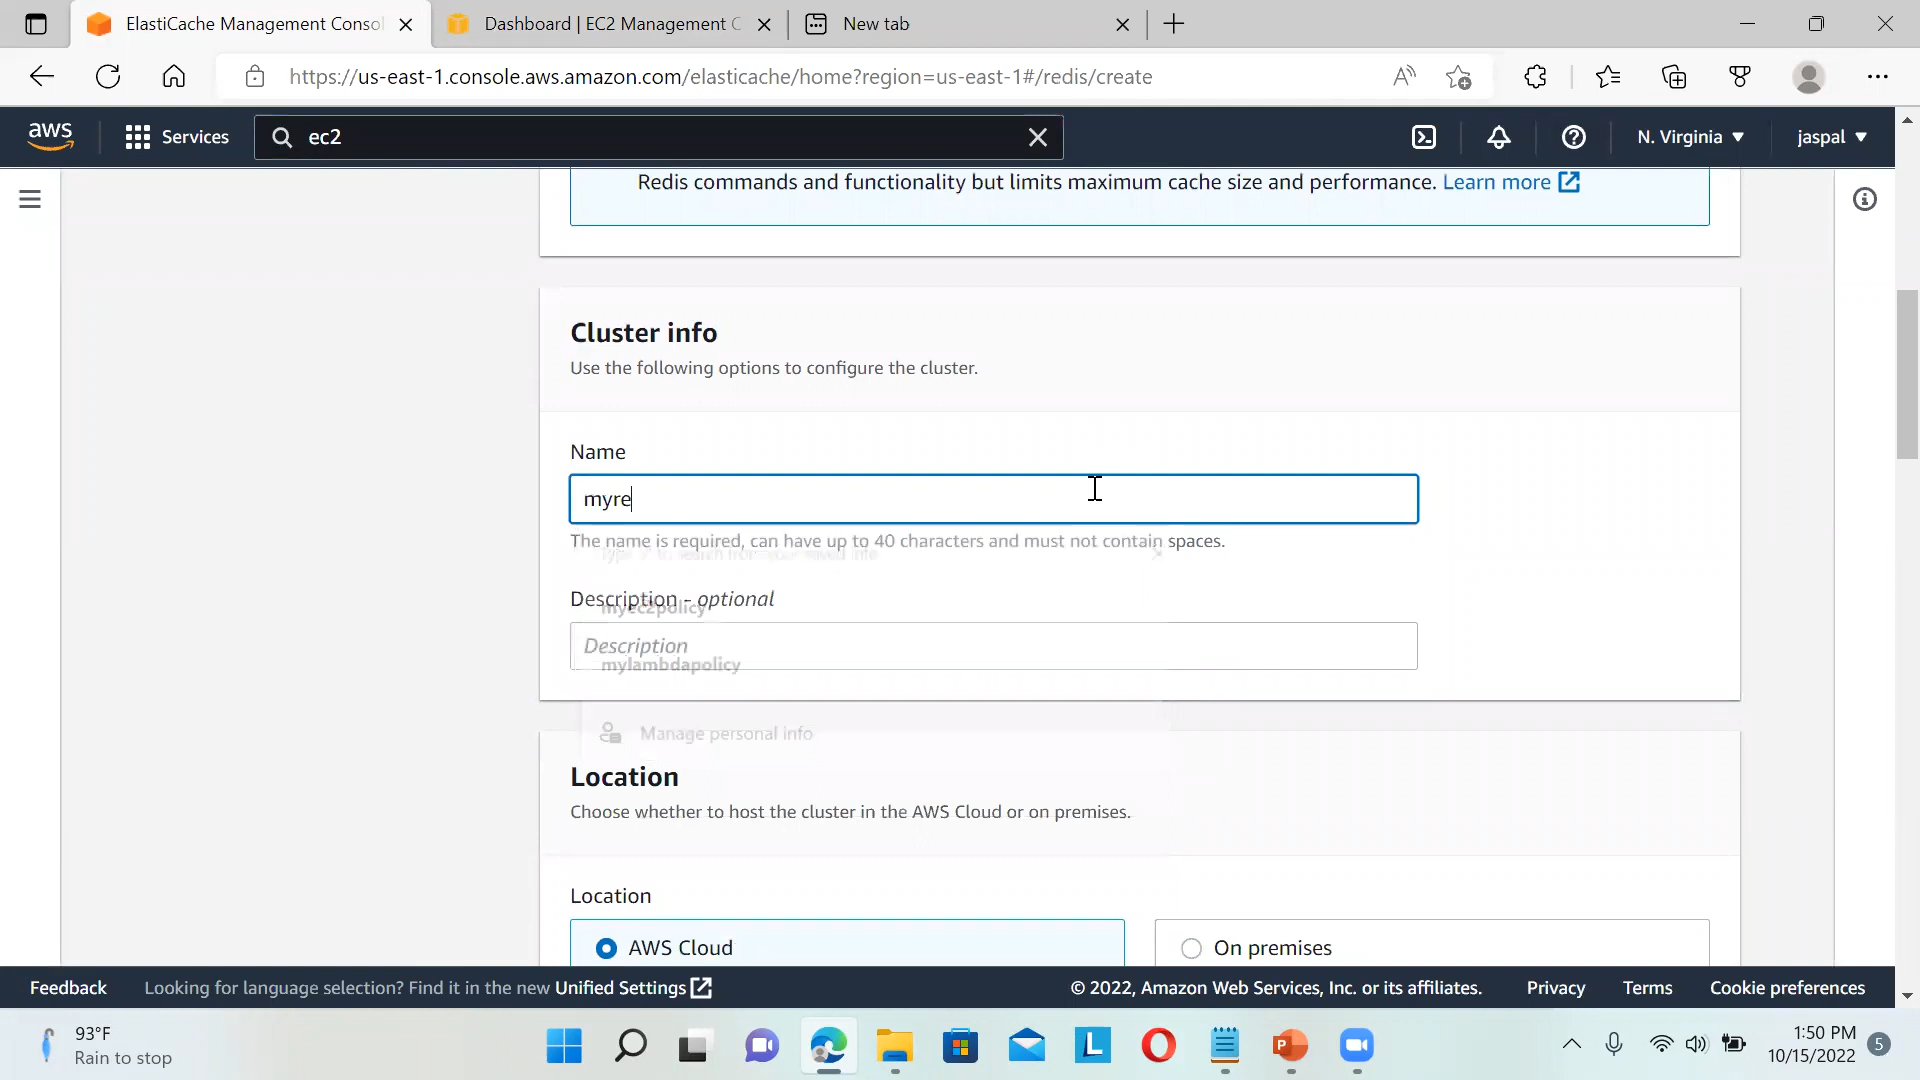 ElastiCache Management Consol
Dashboard | EC2 Management C
New tab
https://us-east-1.console.aws.amazon.com/elasticache/home?region=us-east-1#/redis/create
aws
Services
ec2
N. Virginia
jaspal
Redis commands and functionality but limits maximum cache size and performance. Learn more
Cluster info
Use the following options to configure the cluster.
Name
myre
The name is required, can have up to 40 characters and must not contain spaces.
Description - optional
myec2policy
Description
mylambdapolicy
Manage personal info
Location
Choose whether to host the cluster in the AWS Cloud or on premises.
Location
AWS Cloud
On premises
Feedback
Looking for language selection? Find it in the new Unified Settings
© 2022, Amazon Web Services, Inc. or its affiliates.
Privacy
Terms
Cookie preferences
93°F
Rain to stop
L
P
1:50 PM
10/15/2022
5